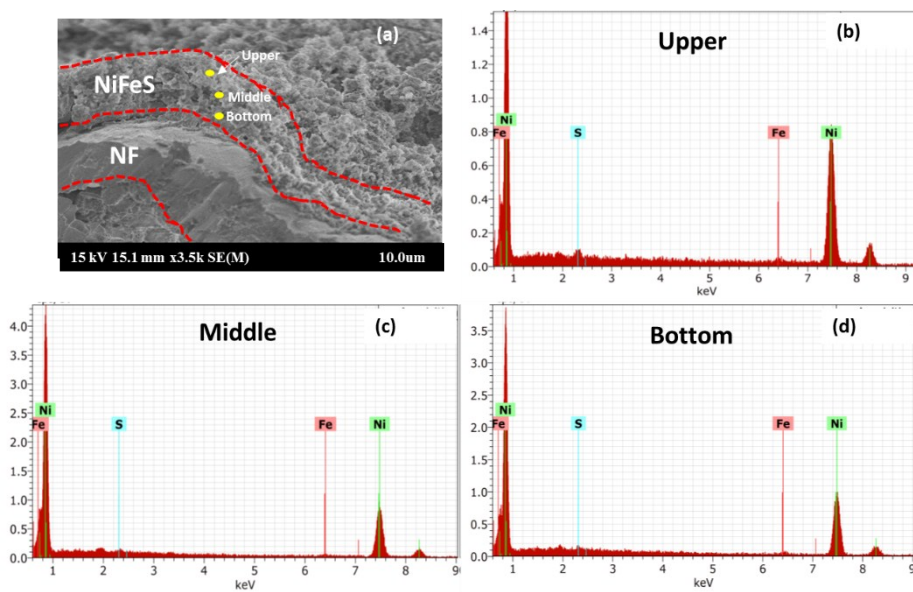 (a)
Upper
NiFeS
Middle
Bottom
NF
15 kV 15.1 mm x3.5k SE(M) 10.0um
Upper (b)
1.4
1.2
1.0
Ni
Fe S Fe Ni
0.8
0.6
0.4
0.2
0.0
1 2 3 4 5 6 7 8 9
keV
Middle (c)
4.0
3.5
3.0
2.5
Ni
Fe S Fe Ni
2.0
1.5
1.0
0.5
0.0
1 2 3 4 5 6 7 8 9
keV
Bottom (d)
3.5
3.0
2.5
Ni
Fe S Fe Ni
2.0
1.5
1.0
0.5
0.0
1 2 3 4 5 6 7 8 9
keV